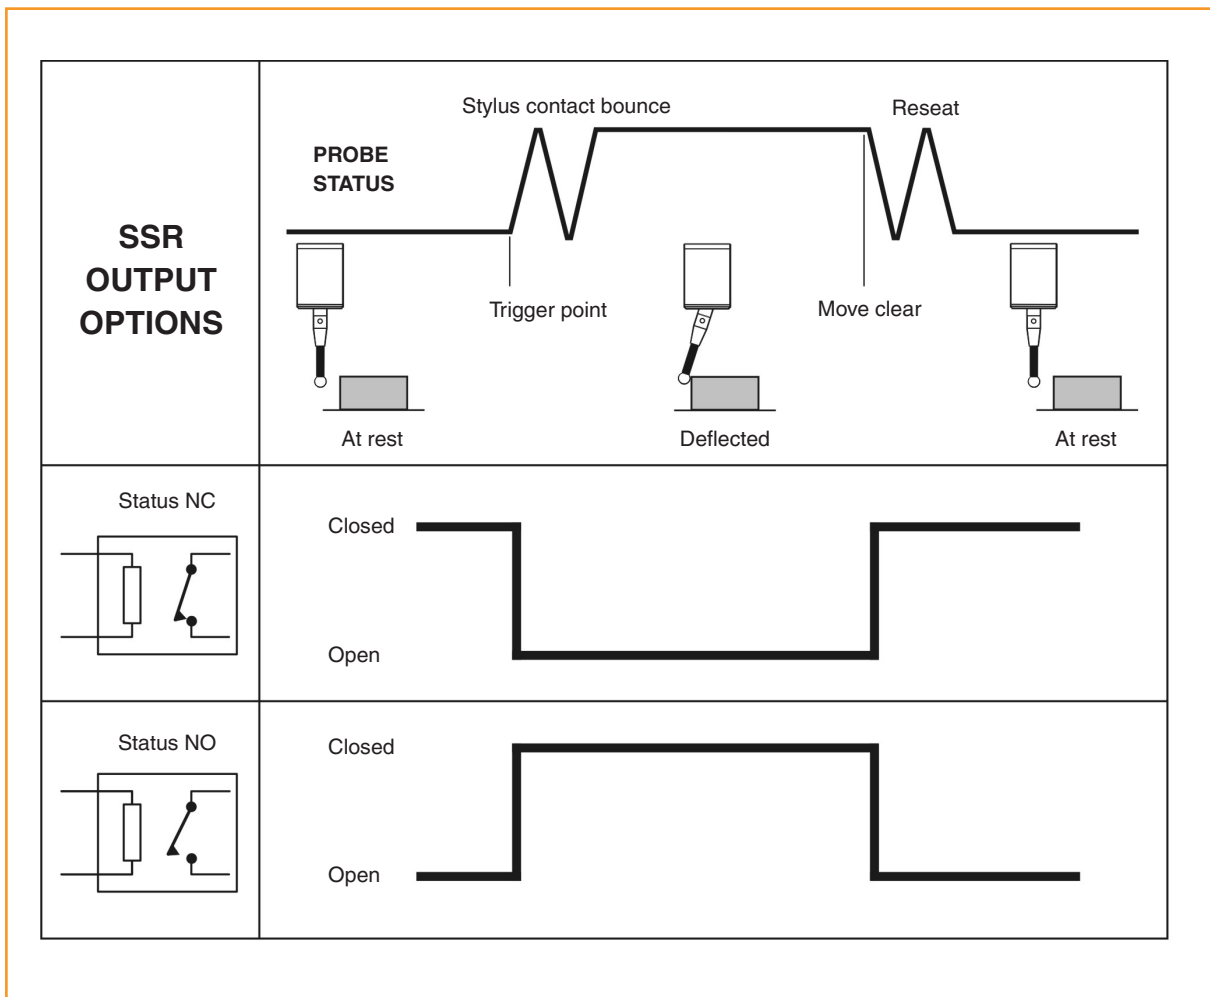 SSR
OUTPUT
OPTIONS
PROBE
STATUS
Stylus contact bounce
Reseat
Trigger point
Move clear
At rest
Deflected
At rest
Status NC
Closed
Open
Status NO
Closed
Open